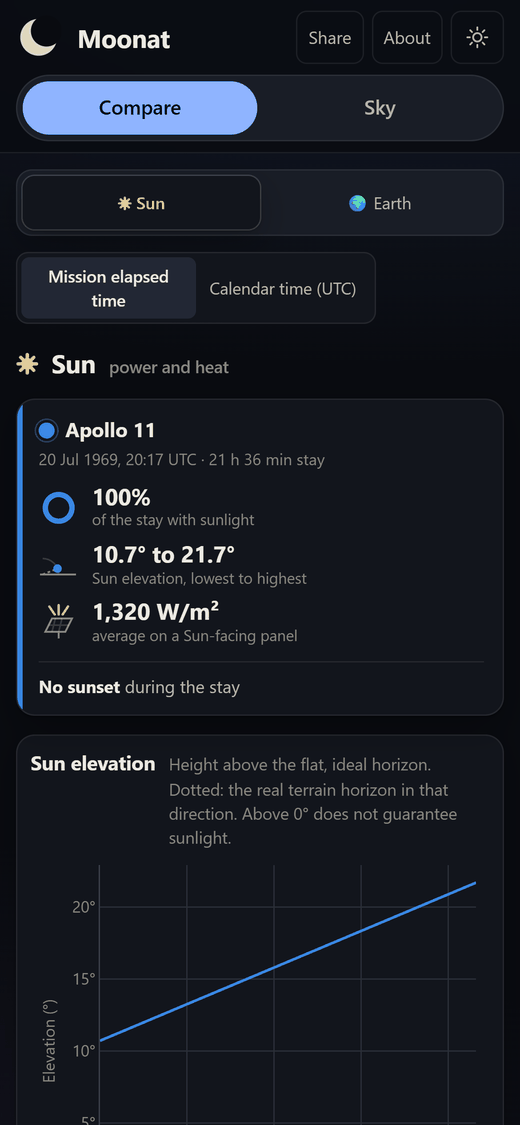 Moonat
Share
About
Compare
Sky
Sun
Earth
Mission elapsed
time
Calendar time (UTC)
Sun power and heat
Apollo 11
20 Jul 1969, 20:17 UTC · 21 h 36 min stay
100%
of the stay with sunlight
10.7° to 21.7°
Sun elevation, lowest to highest
1,320 W/m²
average on a Sun-facing panel
No sunset during the stay
Sun elevation
Height above the flat, ideal horizon.
Dotted: the real terrain horizon in that
direction. Above 0° does not guarantee
sunlight.
20°
15°
10°
5°
Elevation (°)